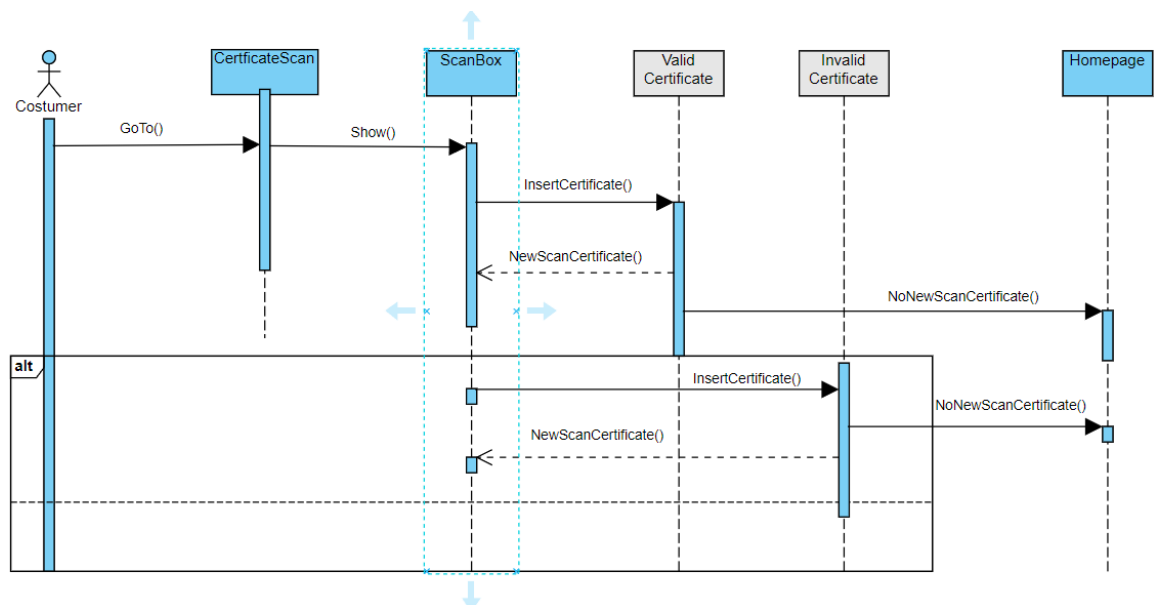 CertficateScan
ScanBox
Valid
Certificate
Invalid
Certificate
Homepage
Costumer
GoTo()
Show()
InsertCertificate()
NewScanCertificate()
NoNewScanCertificate()
alt
InsertCertificate()
NoNewScanCertificate()
NewScanCertificate()